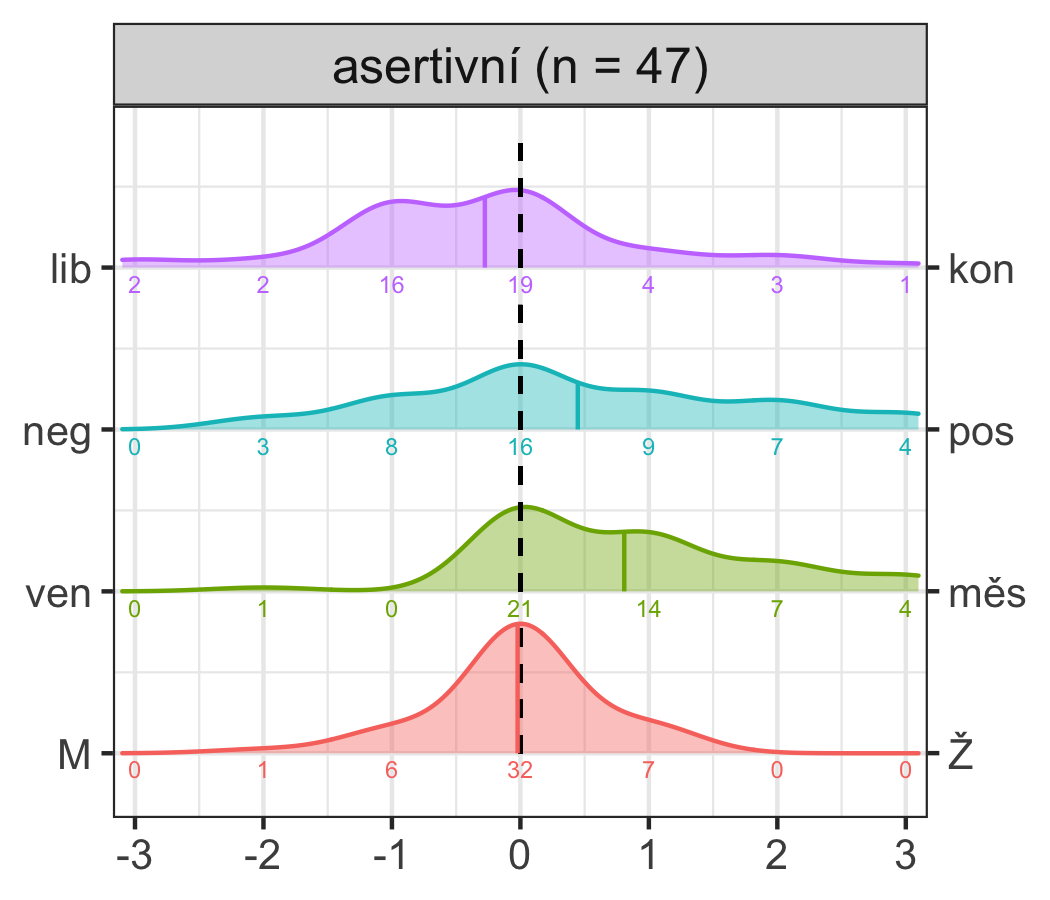 asertivní (n = 47)
lib kon
2 2 16 19 4 3 1
neg pos
0 3 8 16 9 7 4
ven měs
0 1 0 21 14 7 4
M Ž
0 1 6 32 7 0 0
-3 -2 -1 0 1 2 3